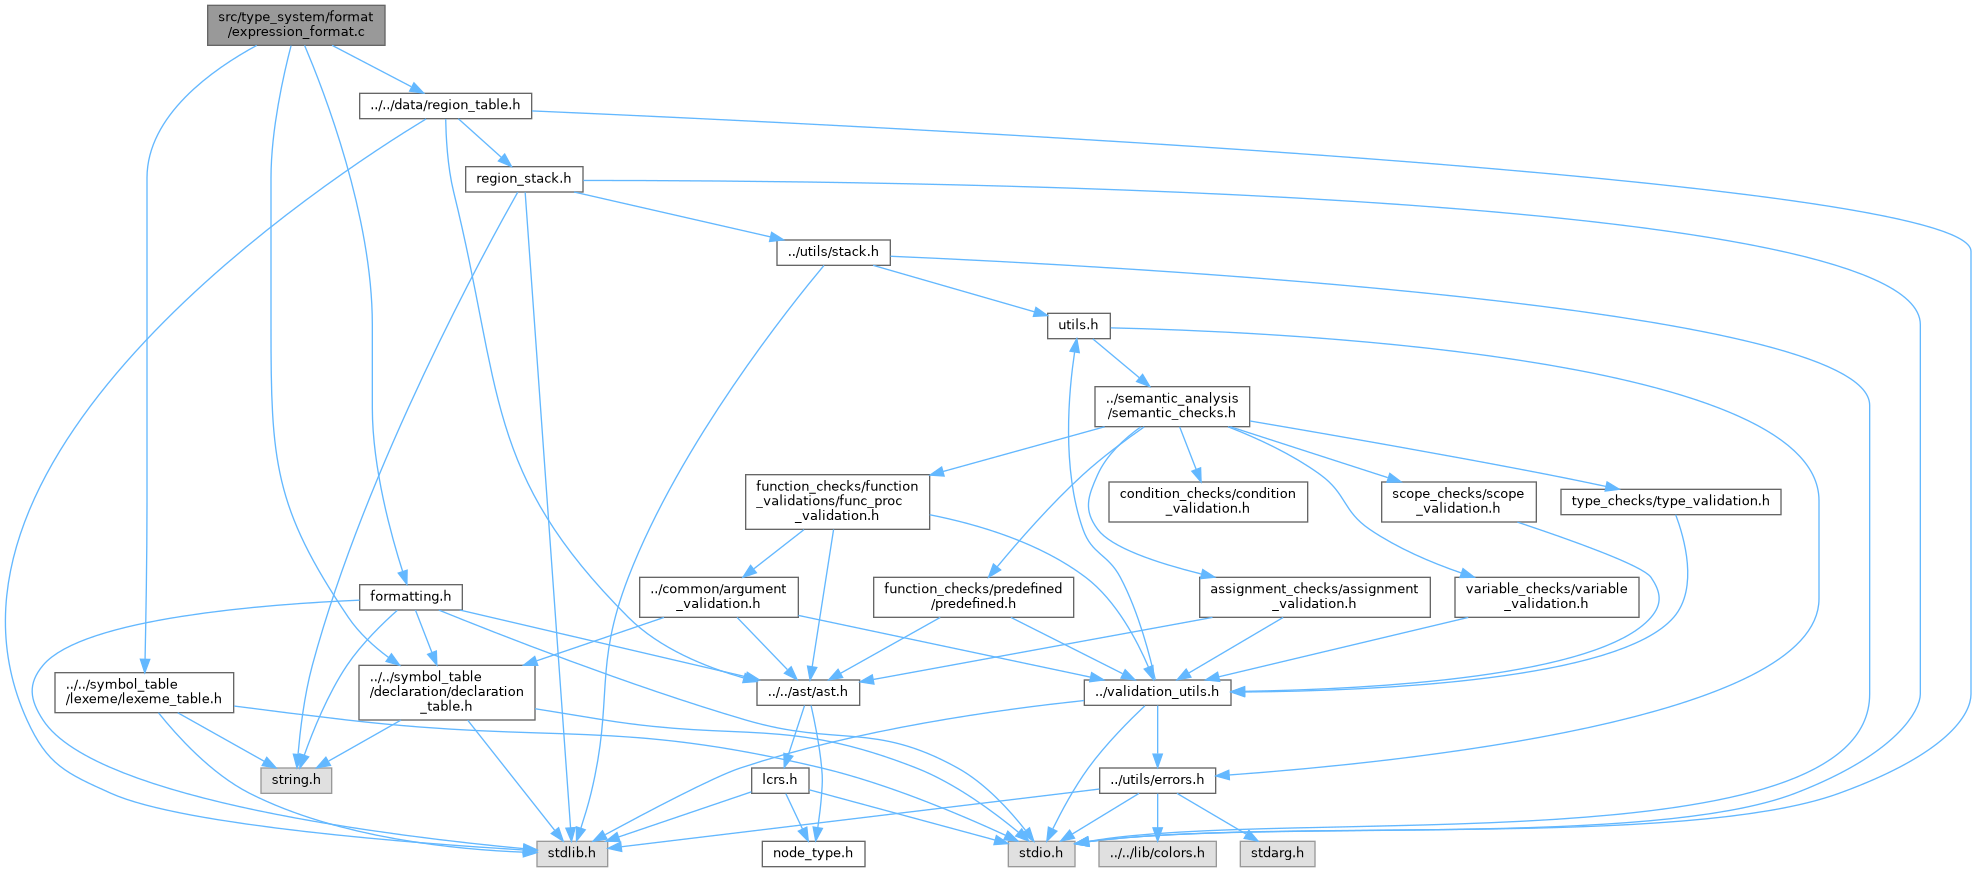 src/type_system/format
/expression_format.c
../../data/region_table.h
region_stack.h
../utils/stack.h
utils.h
../semantic_analysis
/semantic_checks.h
function_checks/function
_validations/func_proc
_validation.h
condition_checks/condition
_validation.h
scope_checks/scope
_validation.h
type_checks/type_validation.h
formatting.h
../common/argument
_validation.h
function_checks/predefined
/predefined.h
assignment_checks/assignment
_validation.h
variable_checks/variable
_validation.h
../../symbol_table
/lexeme/lexeme_table.h
../../symbol_table
/declaration/declaration
_table.h
../../ast/ast.h
../validation_utils.h
string.h
lcrs.h
../utils/errors.h
stdlib.h
node_type.h
stdio.h
../../lib/colors.h
stdarg.h